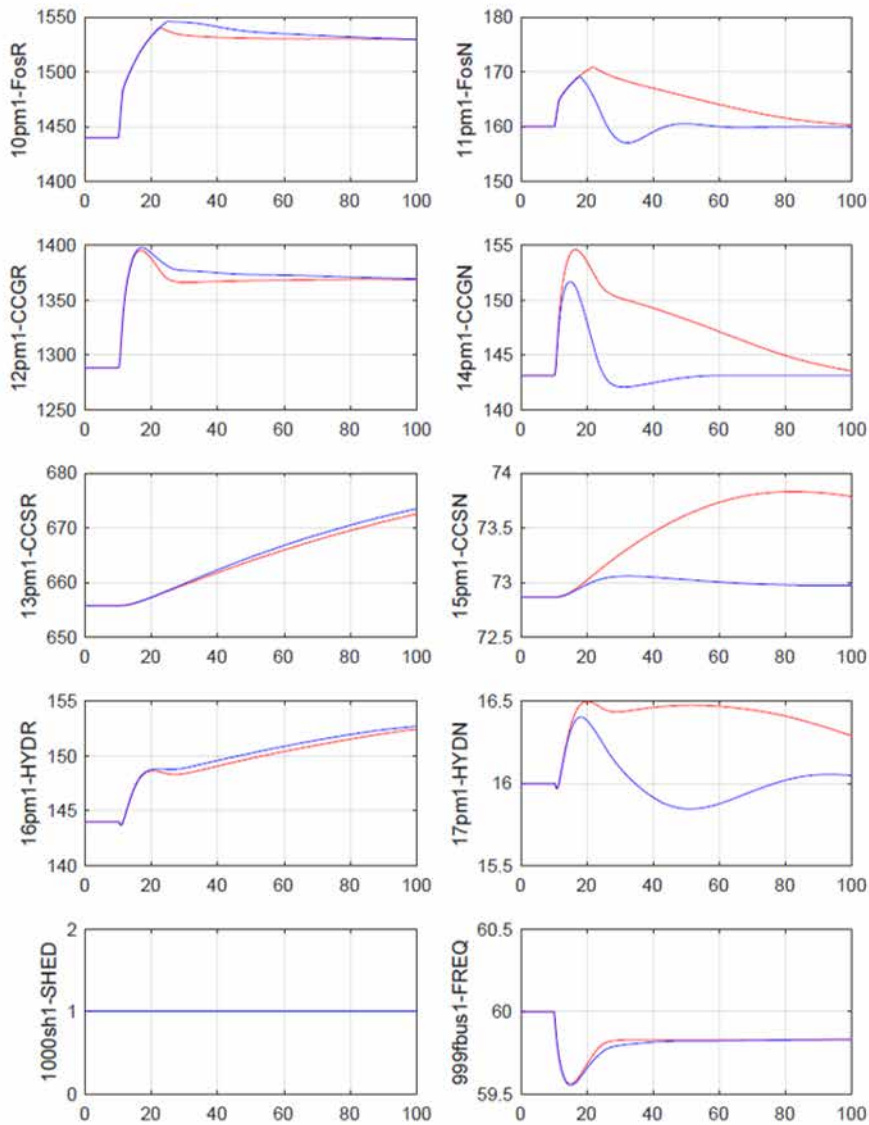 10pm1-FosR
1550
1500
1450
1400
0 20 40 60 80 100
11pm1-FosN
180
170
160
150
0 20 40 60 80 100
12pm1-CCGR
1400
1350
1300
1250
0 20 40 60 80 100
14pm1-CCGN
155
150
145
140
0 20 40 60 80 100
13pm1-CCSR
680
670
660
650
0 20 40 60 80 100
15pm1-CCSN
74
73.5
73
72.5
0 20 40 60 80 100
16pm1-HYDR
155
150
145
140
0 20 40 60 80 100
17pm1-HYDN
16.5
16
15.5
0 20 40 60 80 100
1000sh1-SHED
2
1
0
0 20 40 60 80 100
999fbus1-FREQ
60.5
60
59.5
0 20 40 60 80 100